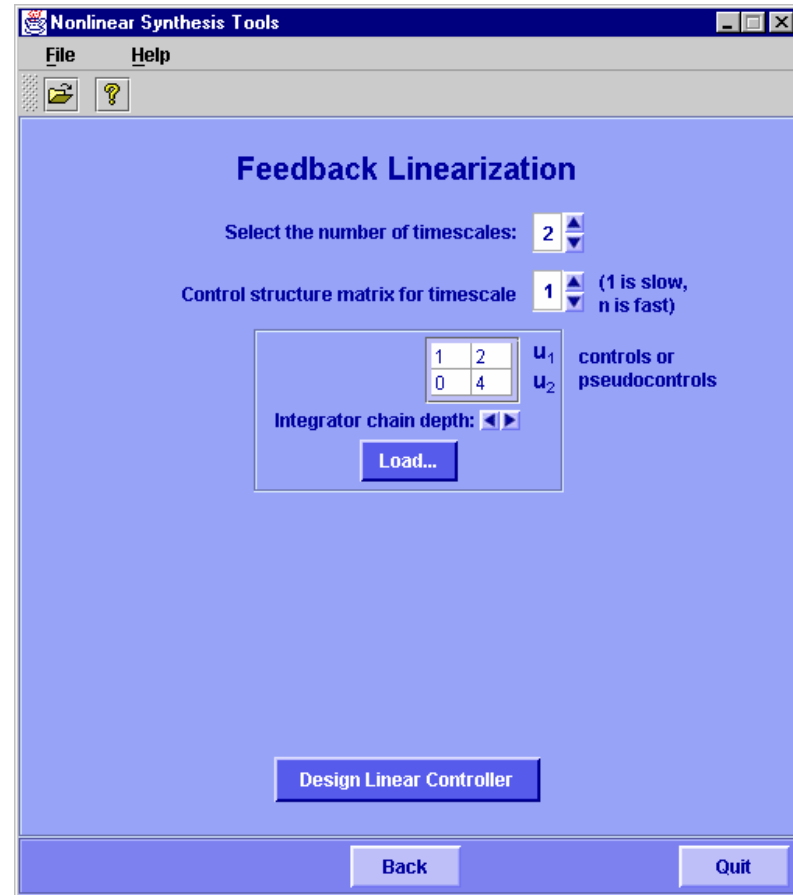 Nonlinear Synthesis Tools
File Help
?
Feedback Linearization
Select the number of timescales: 2
Control structure matrix for timescale 1 (1 is slow,
n is fast)
1 2 u₁ controls or
0 4 u₂ pseudocontrols
Integrator chain depth:
Load...
Design Linear Controller
Back Quit